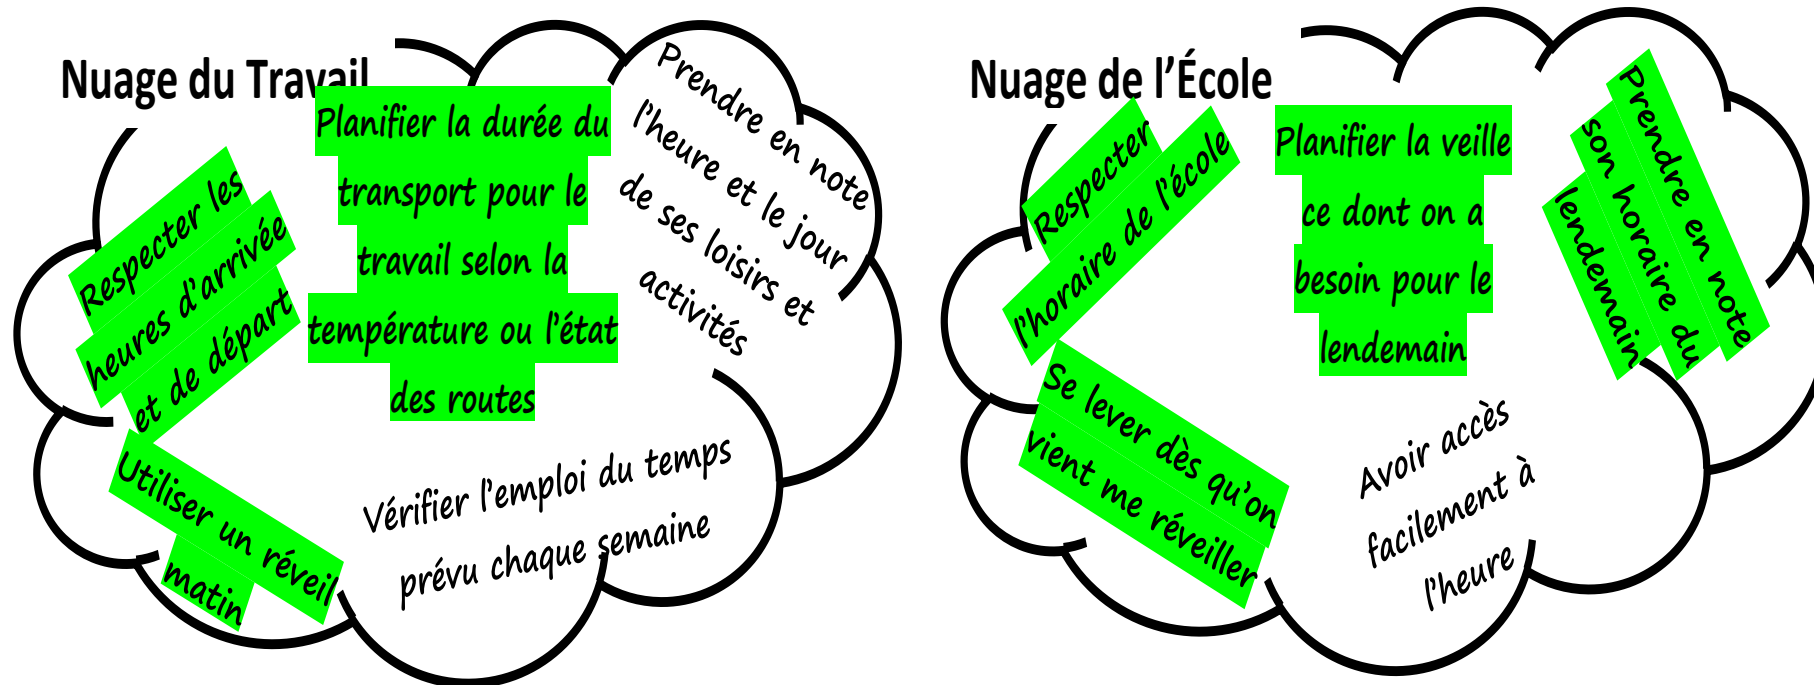 Nuage du Travail
Planifier la durée du
transport pour le
travail selon la
température ou l'état
des routes
Prendre en note
l'heure et le jour
de ses loisirs et
activités
Respecter les
heures d'arrivée
et de départ
Utiliser un réveil
matin
Vérifier l'emploi du temps
prévu chaque semaine
Nuage de l'École
Respecter
l'horaire de l'école
Planifier la veille
ce dont on a
besoin pour le
lendemain
Prendre en note
son horaire du
lendemain
Se lever dès qu'on
vient me réveiller
Avoir accès
facilement à
l'heure